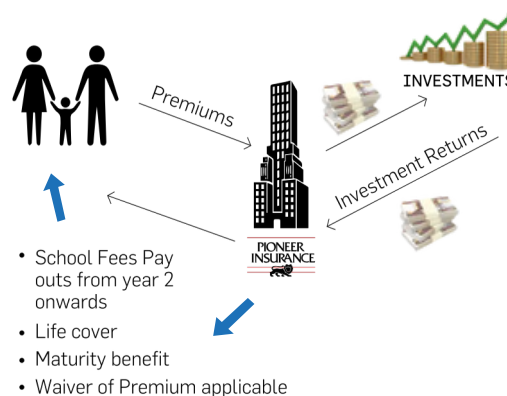 INVESTMENTS
Premiums
Investment Returns
PIONEER
INSURANCE
• School Fees Pay
outs from year 2
onwards
• Life cover
• Maturity benefit
• Waiver of Premium applicable